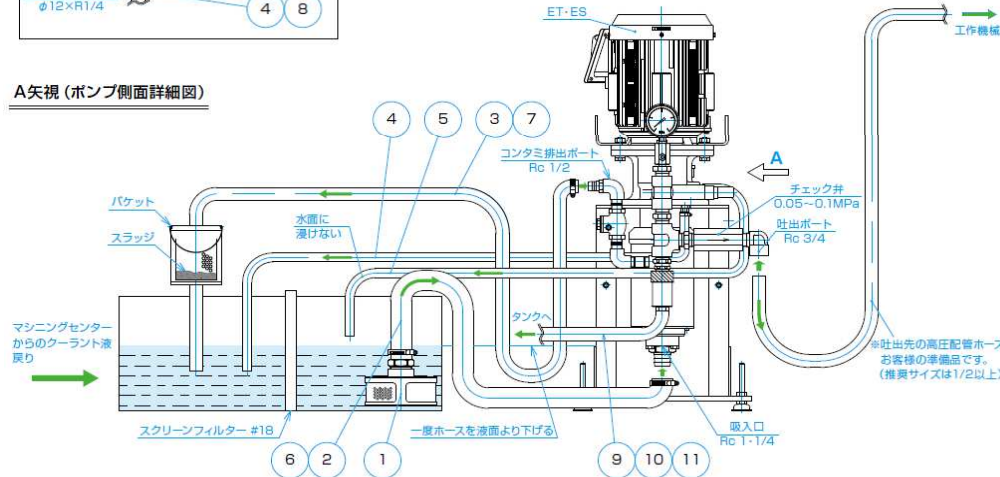 φ12×R1/4
4 8
A矢視 (ポンプ側面詳細図)
ET・ES
工作機械
4 5 3 7
コンタミ排出ポート
Rc 1/2
A
チェック弁
0.05~0.1MPa
吐出ポート
Rc 3/4
バケット
スラッジ
水面に
浸けない
マシニングセンター
からのクーラント液
戻り
タンクへ
※吐出先の高圧配管ホース
お客様の準備品です。
(推奨サイズは1/2以上)
スクリーンフィルター #18
一度ホースを液面より下げる
吸入口
Rc 1・1/4
6 2 1 9 10 11